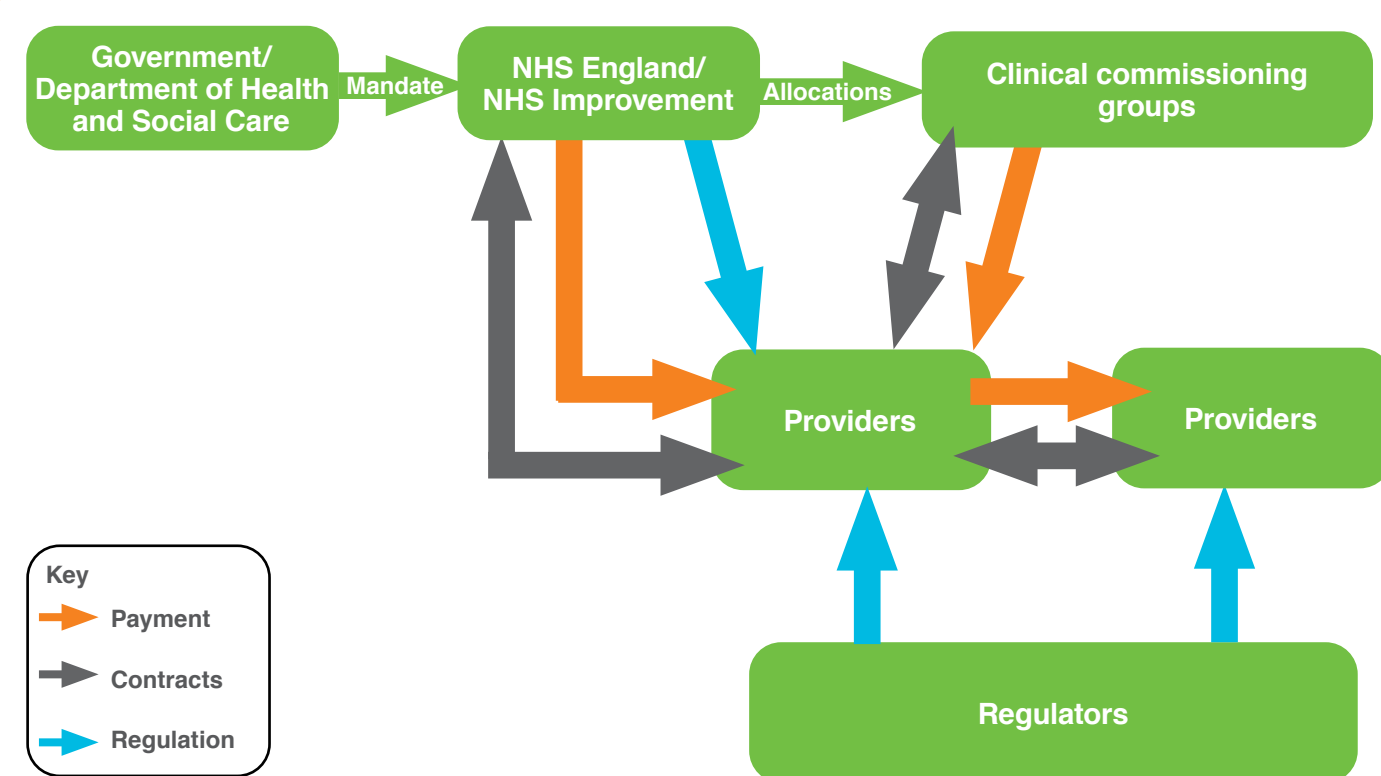 Government/
Department of Health
and Social Care
Mandate
NHS England/
NHS Improvement
Allocations
Clinical commissioning
groups
Providers
Providers
Key
Payment
Contracts
Regulation
Regulators